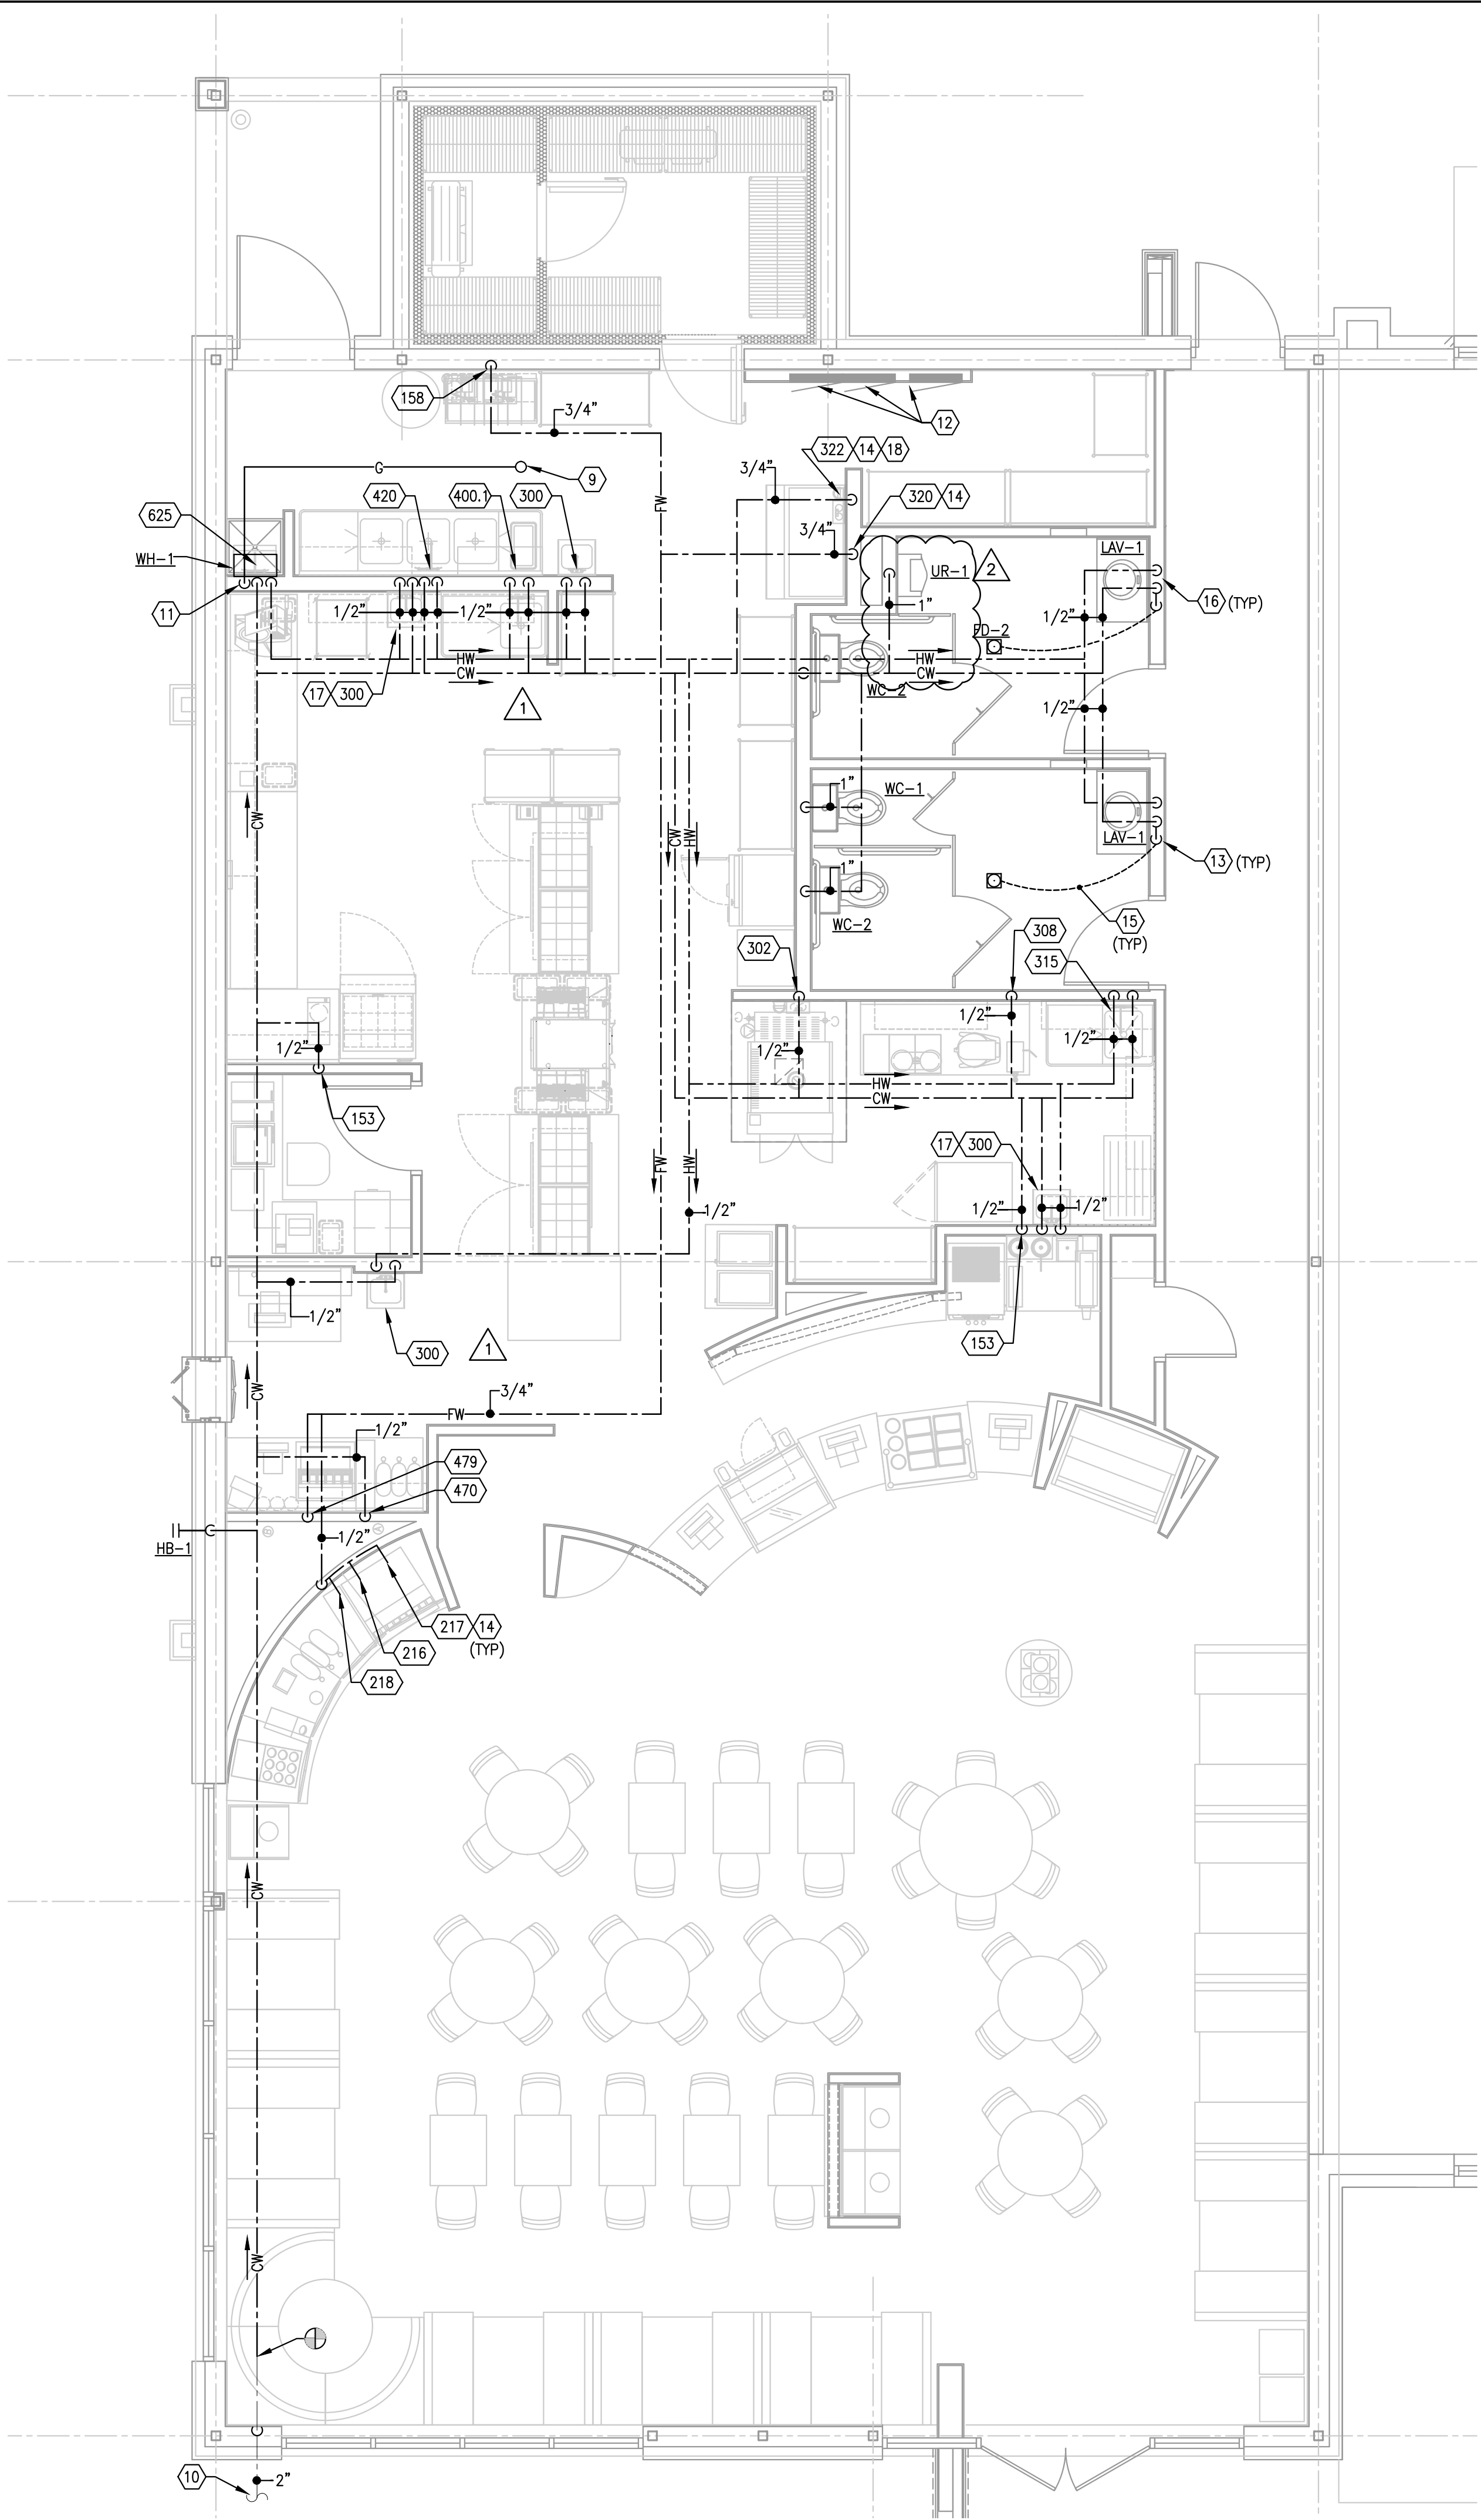 158
3/4"
12
322 14 18
3/4"
G
9
FW
420
400.1
300
320 14
625
3/4"
WH-1
LAV-1
UR-1
2
11
1/2"
1/2"
1"
16 (TYP)
1/2"
FD-2
HW
HW
CW
CW
17 300
WC-2
1
1/2"
1"
WC-1
CW
CW
HW
LAV-1
13 (TYP)
1"
15
(TYP)
WC-2
308
302
315
1/2"
1/2"
1/2"
1/2"
HW
CW
153
17 300
FW
HW
1/2"
1/2"
1/2"
1/2"
153
300
1
CW
3/4"
FW
1/2"
479
470
1/2"
HB-1
217 14
(TYP)
216
218
CW
CW
10
2"